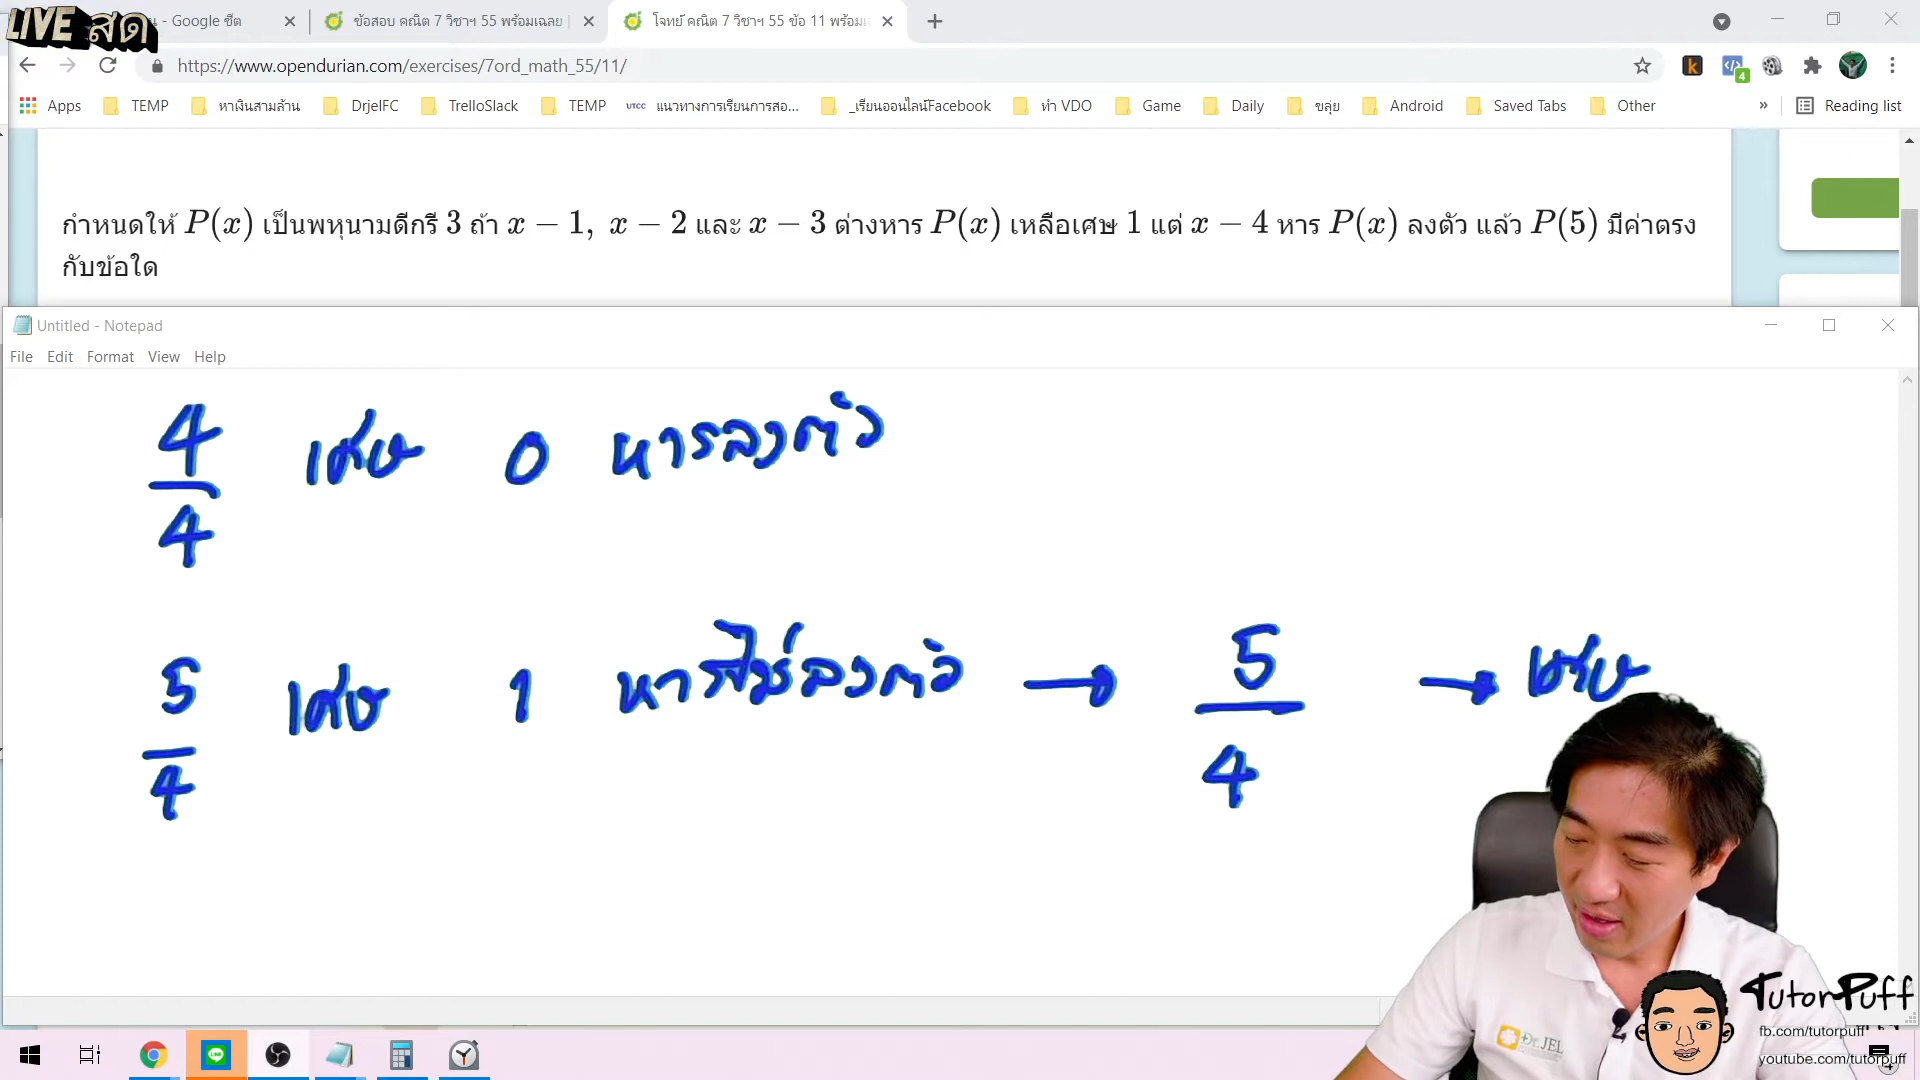 LIVE สด
น - Google ชีต
ข้อสอบ คณิต 7 วิชาฯ 55 พร้อมเฉลย |
โจทย์ คณิต 7 วิชาฯ 55 ข้อ 11 พร้อมเ
https://www.opendurian.com/exercises/7ord_math_55/11/
4
Apps TEMP หาเงินสามล้าน DrjelFC TrelloSlack TEMP UTCC แนวทางการเรียนการสอ... _เรียนออนไลน์Facebook ทำ VDO Game Daily ขลุ่ย Android Saved Tabs Other » Reading list
กำหนดให้ P(x) เป็นพหุนามดีกรี 3 ถ้า x − 1, x − 2 และ x − 3 ต่างหาร P(x) เหลือเศษ 1 แต่ x − 4 หาร P(x) ลงตัว แล้ว P(5) มีค่าตรง
กับข้อใด
Untitled - Notepad
File Edit Format View Help
4/4 เศษ 0 หารลงตัว
5/4 เศษ 1 หารไม่ลงตัว → 5/4 → เศษ
Dr.JEL
TutorPuff
fb.com/tutorpuff
youtube.com/tutorpuff